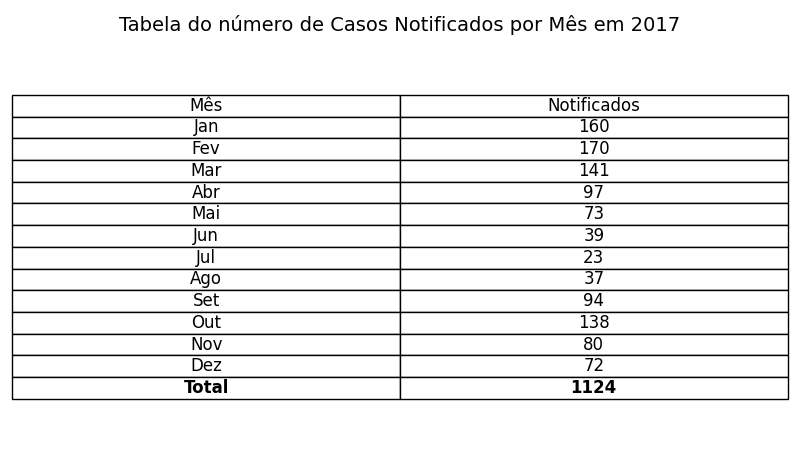 Tabela do número de Casos Notificados por Mês em 2017
Mês Notificados
Jan 160
Fev 170
Mar 141
Abr 97
Mai 73
Jun 39
Jul 23
Ago 37
Set 94
Out 138
Nov 80
Dez 72
Total 1124